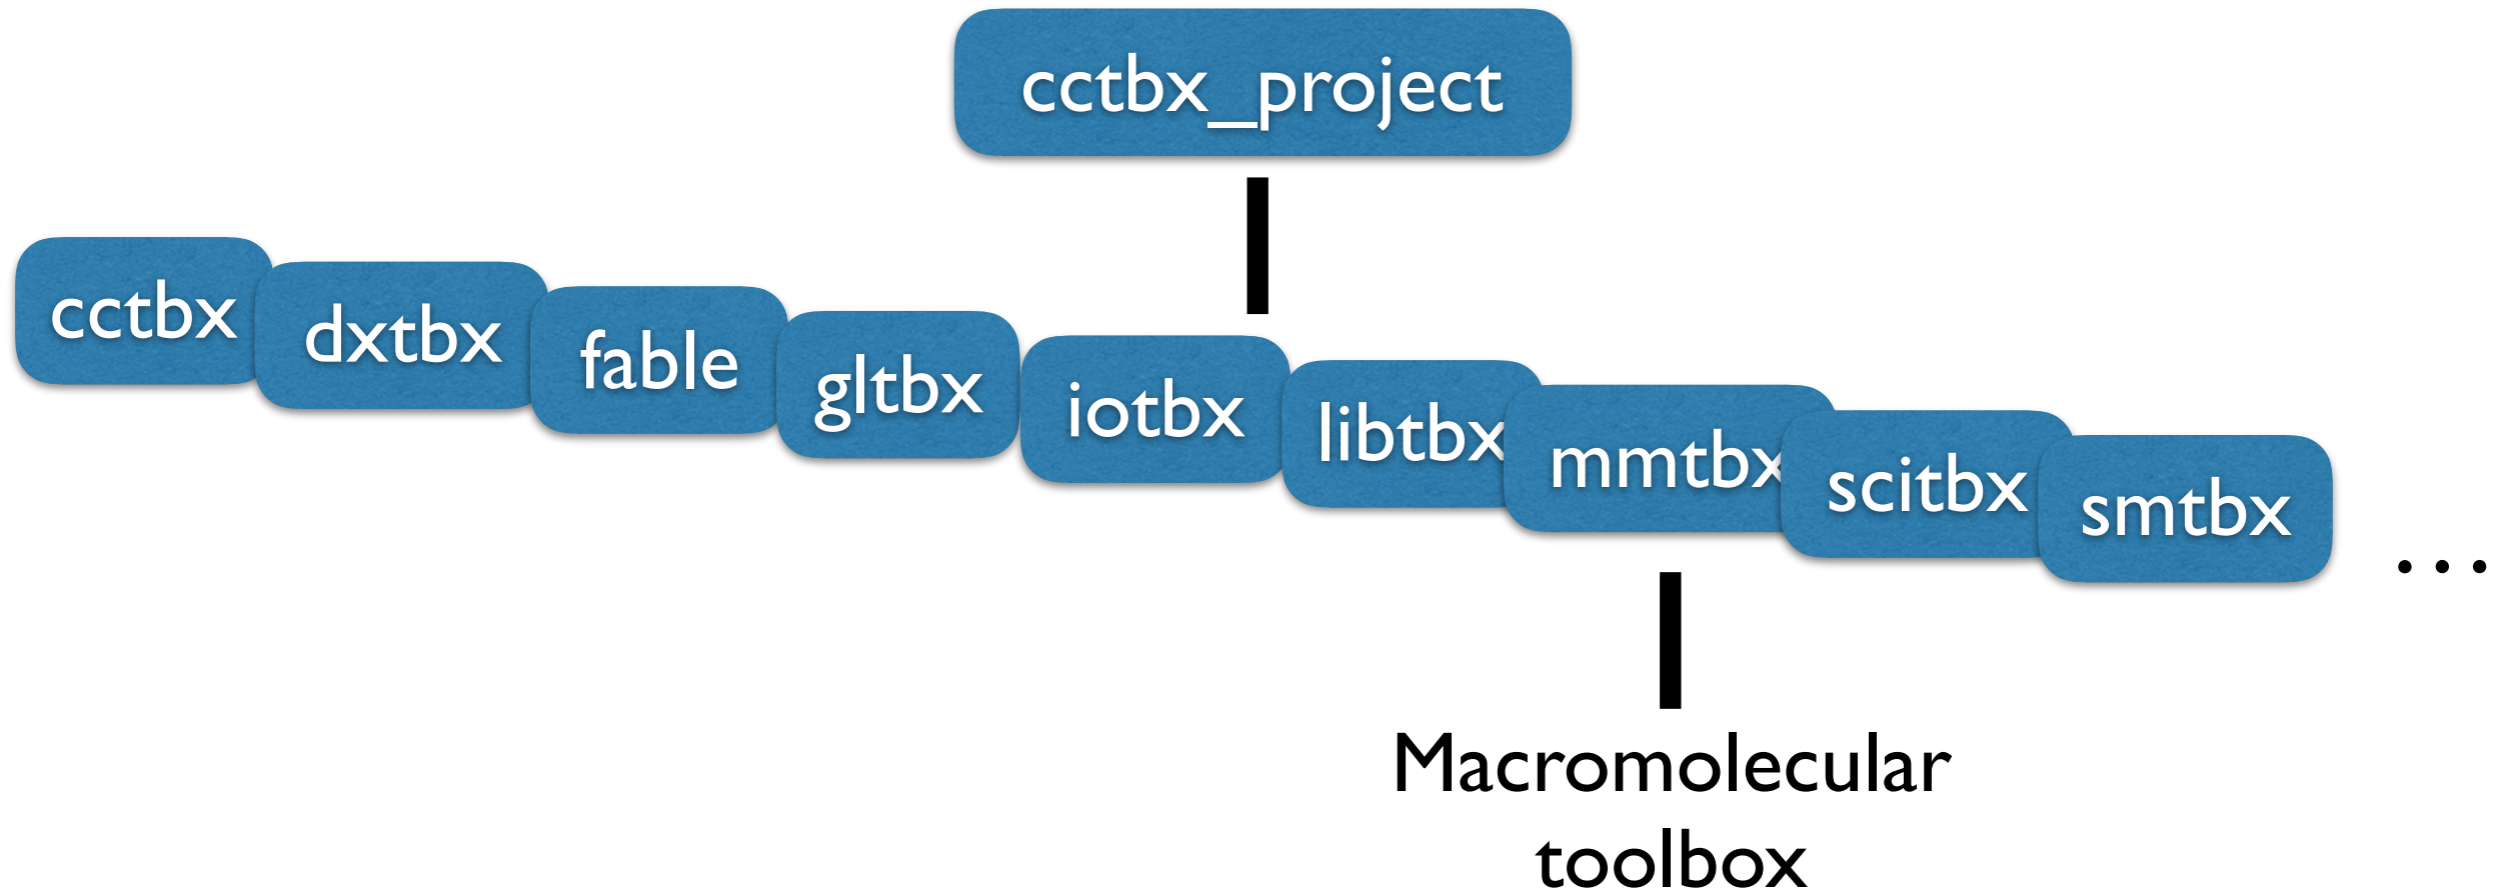 cctbx_project
cctbx
dxtbx
fable
gltbx
iotbx
libtbx
mmtbx
scitbx
smtbx
...
Macromolecular
toolbox